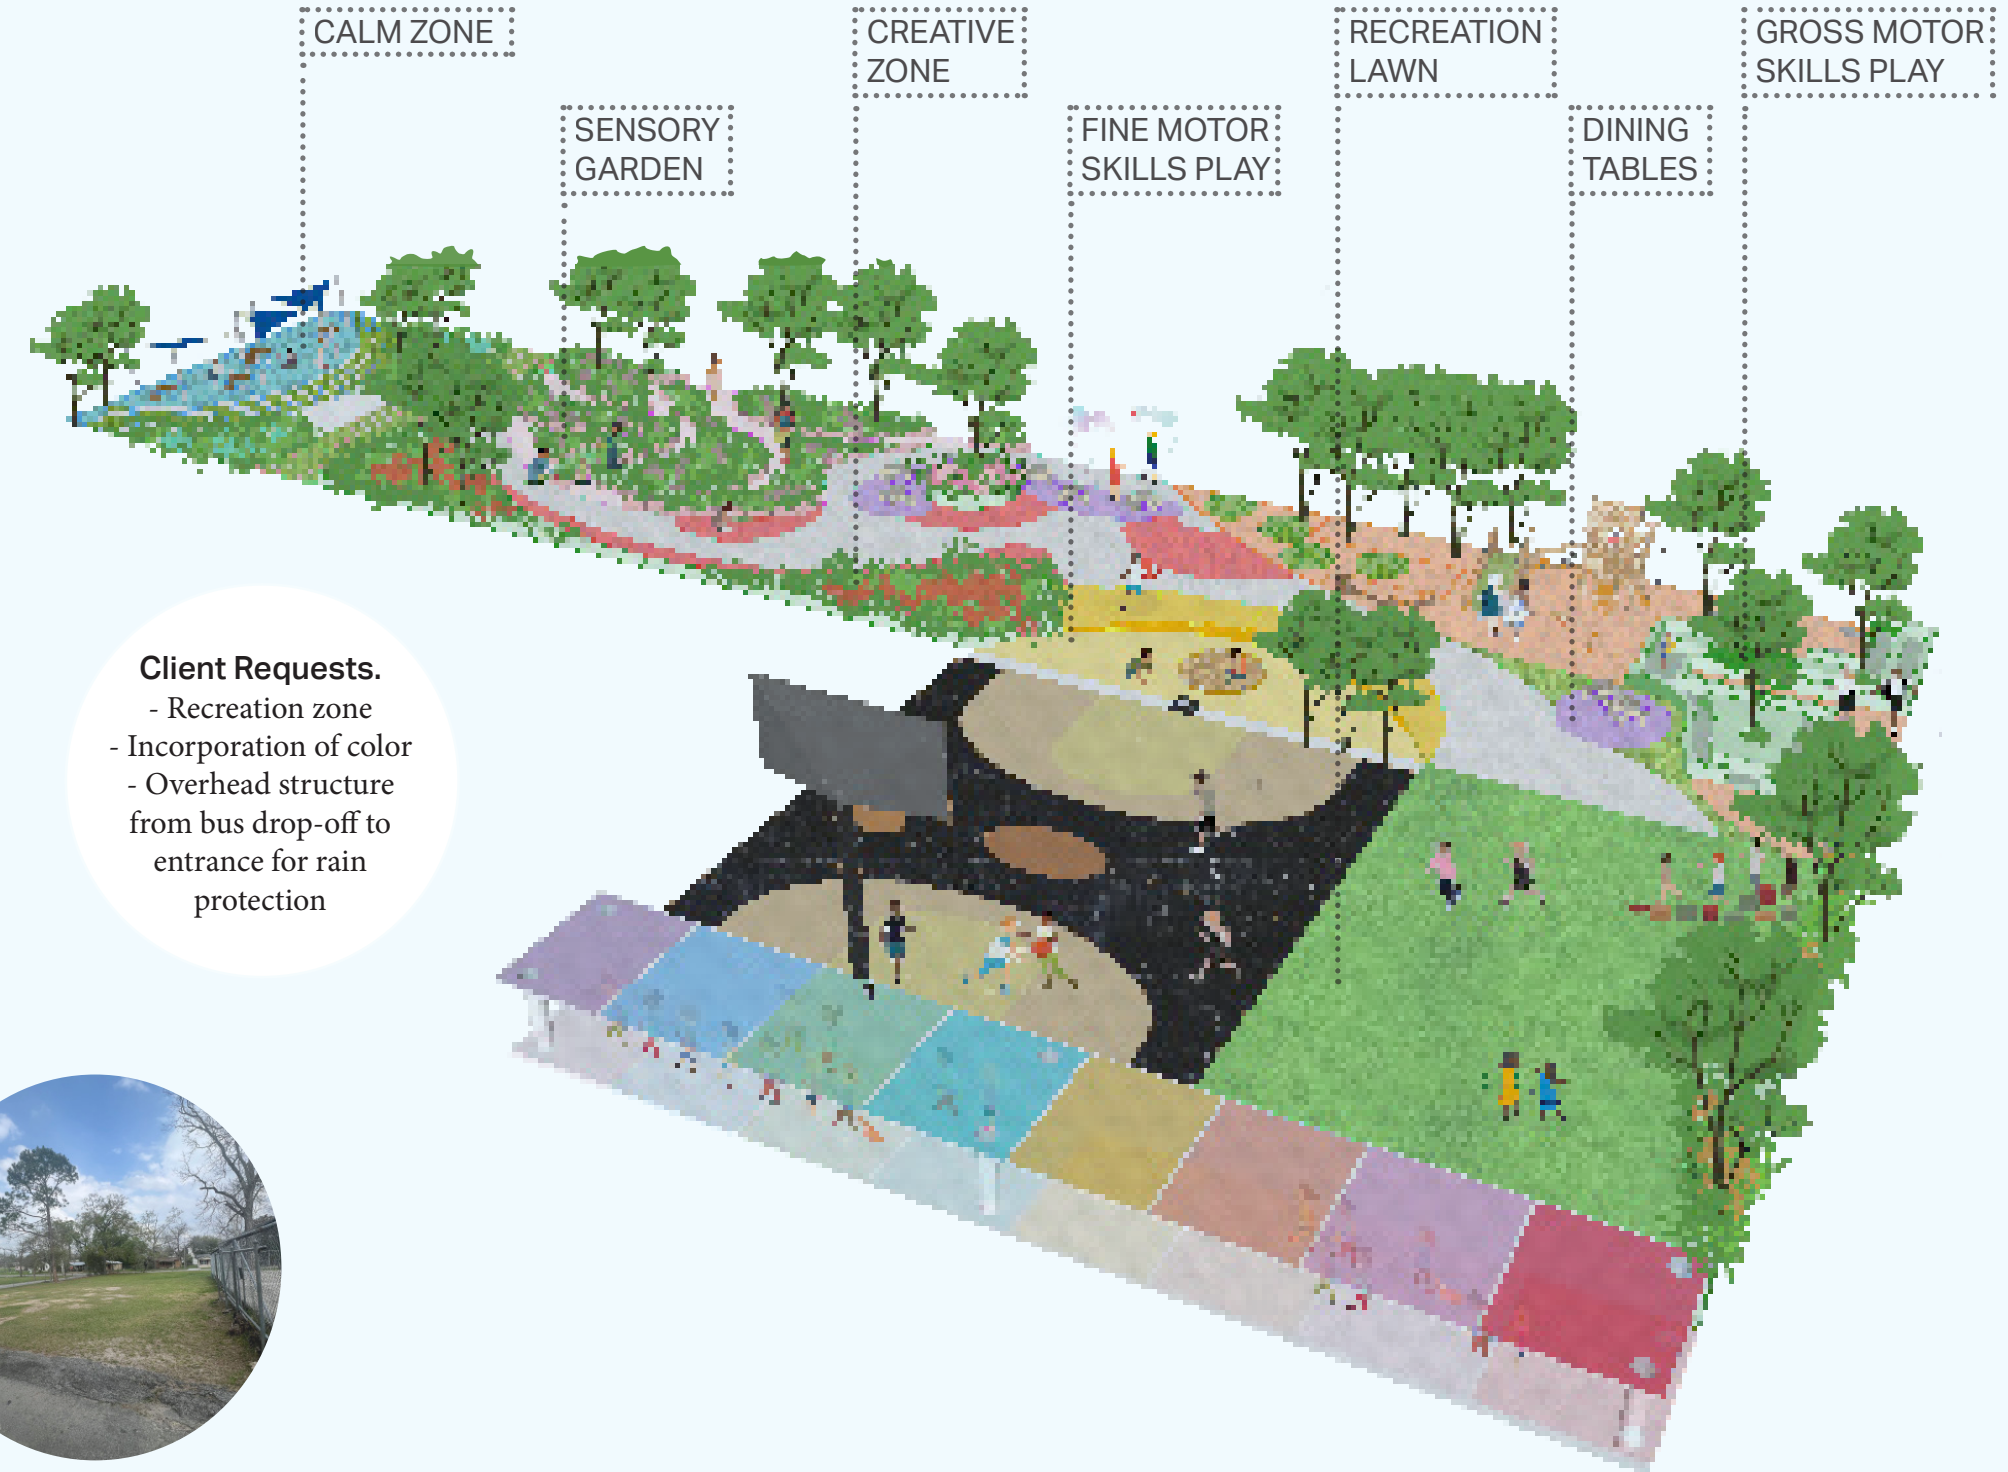 CALM ZONE
CREATIVE
ZONE
RECREATION
LAWN
GROSS MOTOR
SKILLS PLAY
SENSORY
GARDEN
FINE MOTOR
SKILLS PLAY
DINING
TABLES
Client Requests.
- Recreation zone
- Incorporation of color
- Overhead structure
from bus drop-off to
entrance for rain
protection